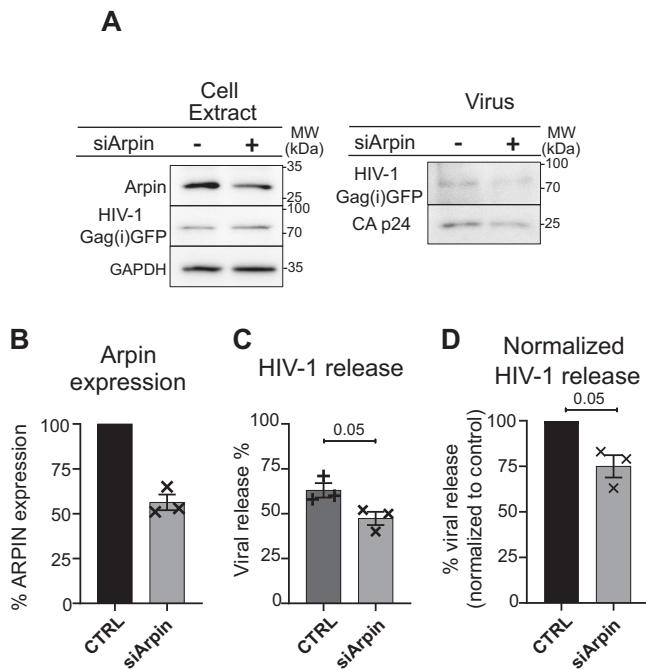 A
Cell
Extract
siArpin - + MW
(kDa)
Arpin 35
25
HIV-1
Gag(i)GFP 100
70
GAPDH 35
Virus
siArpin - + MW
(kDa)
HIV-1
Gag(i)GFP 100
70
CA p24 25
B
Arpin
expression
% ARPIN expression
100
75
50
25
0
CTRL
siArpin
C
HIV-1 release
0.05
Viral release %
100
75
50
25
0
CTRL
siArpin
D
Normalized
HIV-1 release
0.05
% viral release
(normalized to control)
100
75
50
25
0
CTRL
siArpin